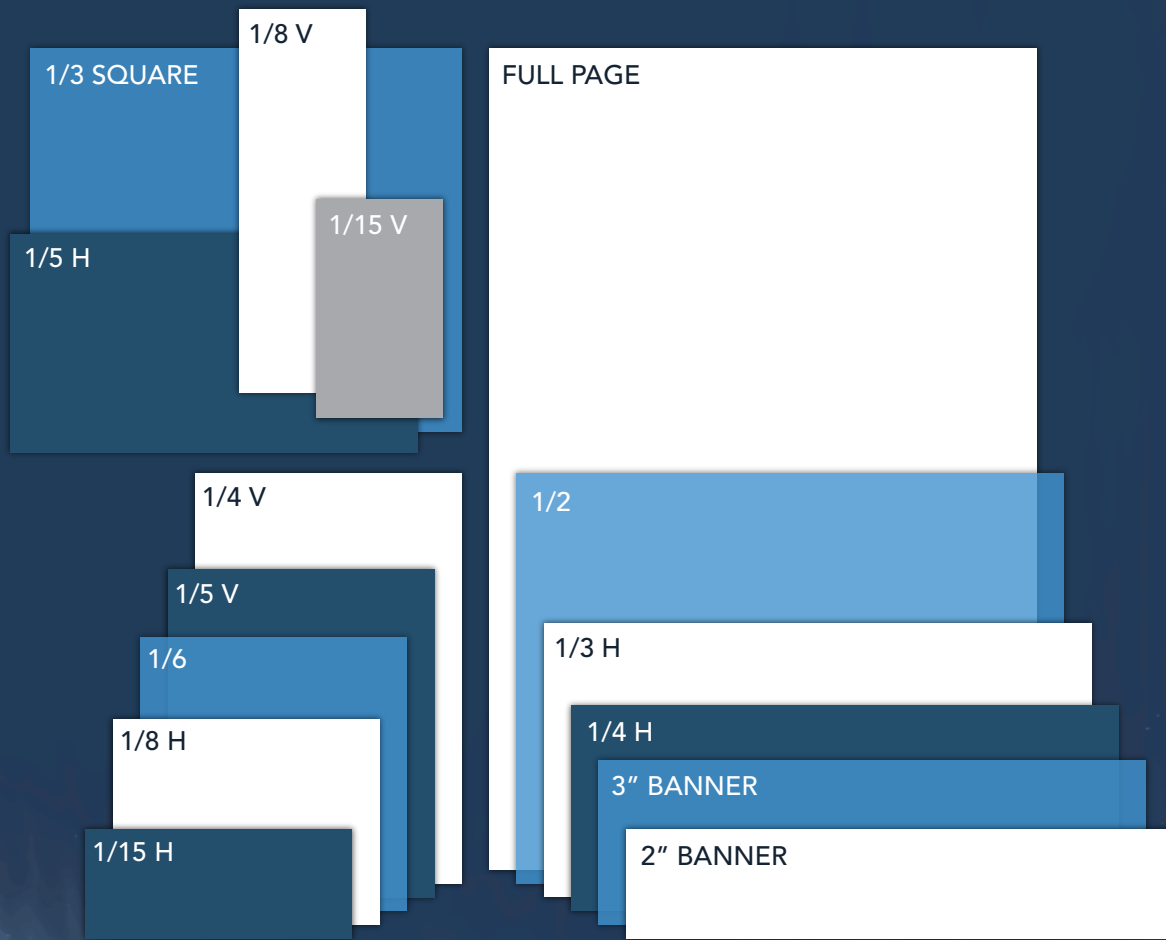 1/8 V
1/3 SQUARE
FULL PAGE
1/15 V
1/5 H
1/4 V
1/2
1/5 V
1/6
1/3 H
1/8 H
1/4 H
3” BANNER
1/15 H
2” BANNER